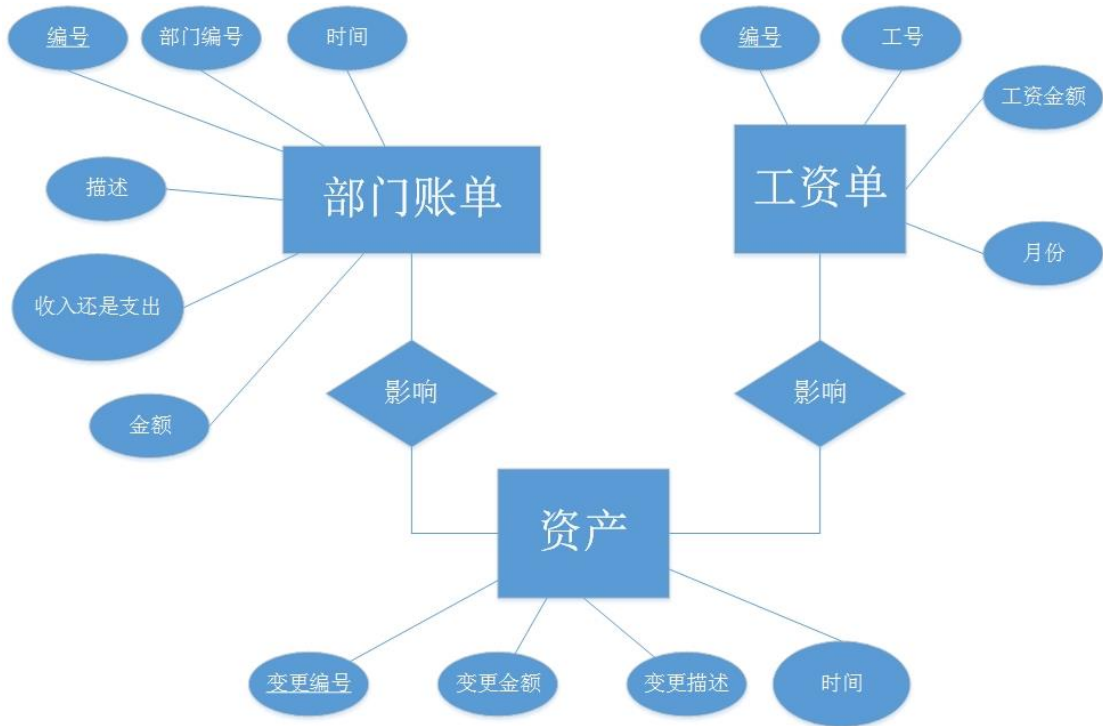 编号
部门编号
时间
编号
工号
工资金额
部门账单
工资单
描述
月份
收入还是支出
影响
影响
金额
资产
变更编号
变更金额
变更描述
时间